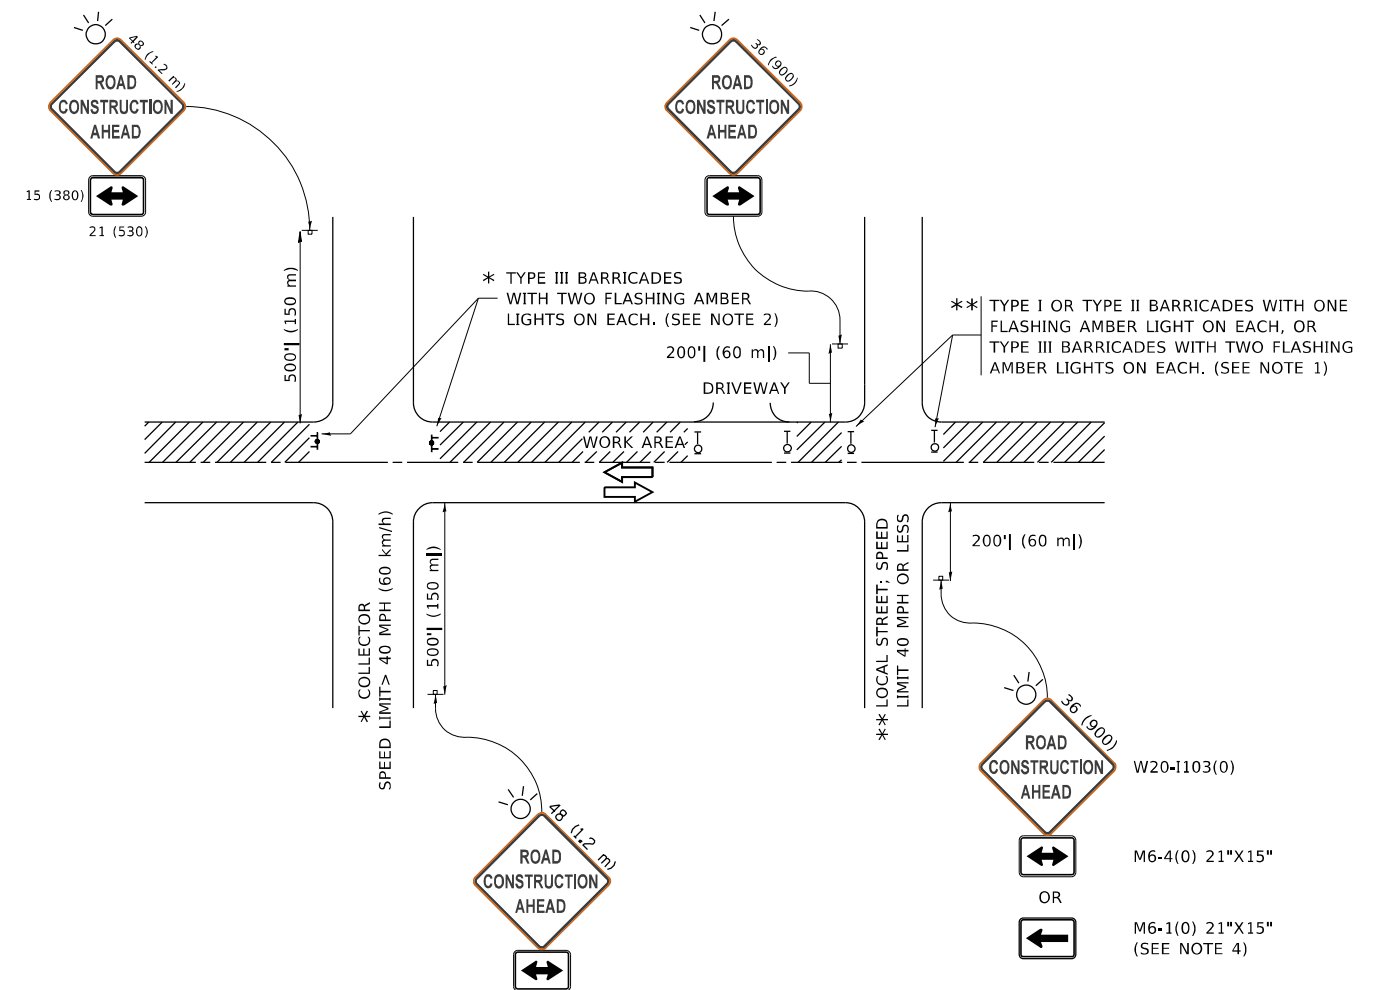 48 (1.2 m)
ROAD
CONSTRUCTION
AHEAD
15 (380)
21 (530)
36 (900)
ROAD
CONSTRUCTION
AHEAD
500'| (150 m)
* TYPE III BARRICADES
WITH TWO FLASHING AMBER
LIGHTS ON EACH. (SEE NOTE 2)
200'| (60 m|)
DRIVEWAY
** TYPE I OR TYPE II BARRICADES WITH ONE
FLASHING AMBER LIGHT ON EACH, OR
TYPE III BARRICADES WITH TWO FLASHING
AMBER LIGHTS ON EACH. (SEE NOTE 1)
WORK AREA
* COLLECTOR
SPEED LIMIT> 40 MPH (60 km/h)
500'| (150 m|)
** LOCAL STREET; SPEED
LIMIT 40 MPH OR LESS
200'| (60 m|)
48 (1.2 m)
ROAD
CONSTRUCTION
AHEAD
36 (900)
ROAD
CONSTRUCTION
AHEAD
W20-I103(0)
M6-4(0) 21"X15"
OR
M6-1(0) 21"X15"
(SEE NOTE 4)